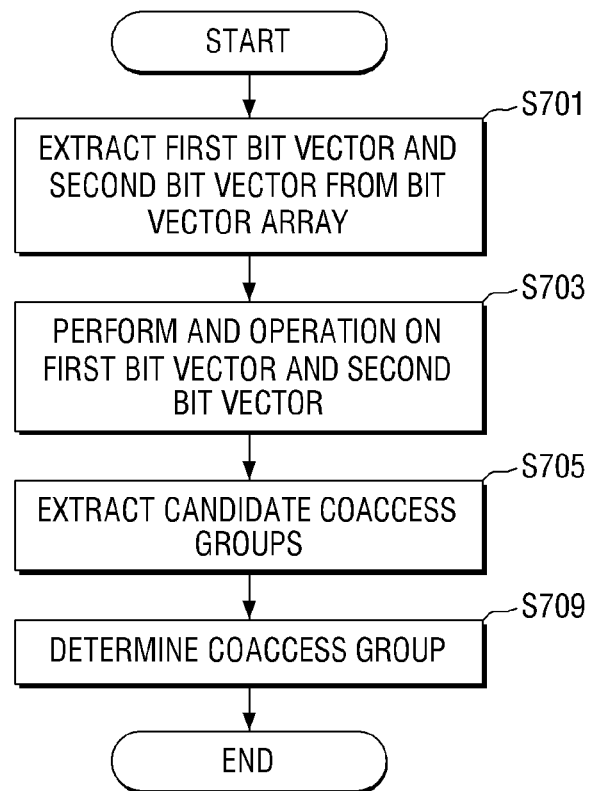 START
S701
EXTRACT FIRST BIT VECTOR AND
SECOND BIT VECTOR FROM BIT
VECTOR ARRAY
S703
PERFORM AND OPERATION ON
FIRST BIT VECTOR AND SECOND
BIT VECTOR
S705
EXTRACT CANDIDATE COACCESS
GROUPS
S709
DETERMINE COACCESS GROUP
END